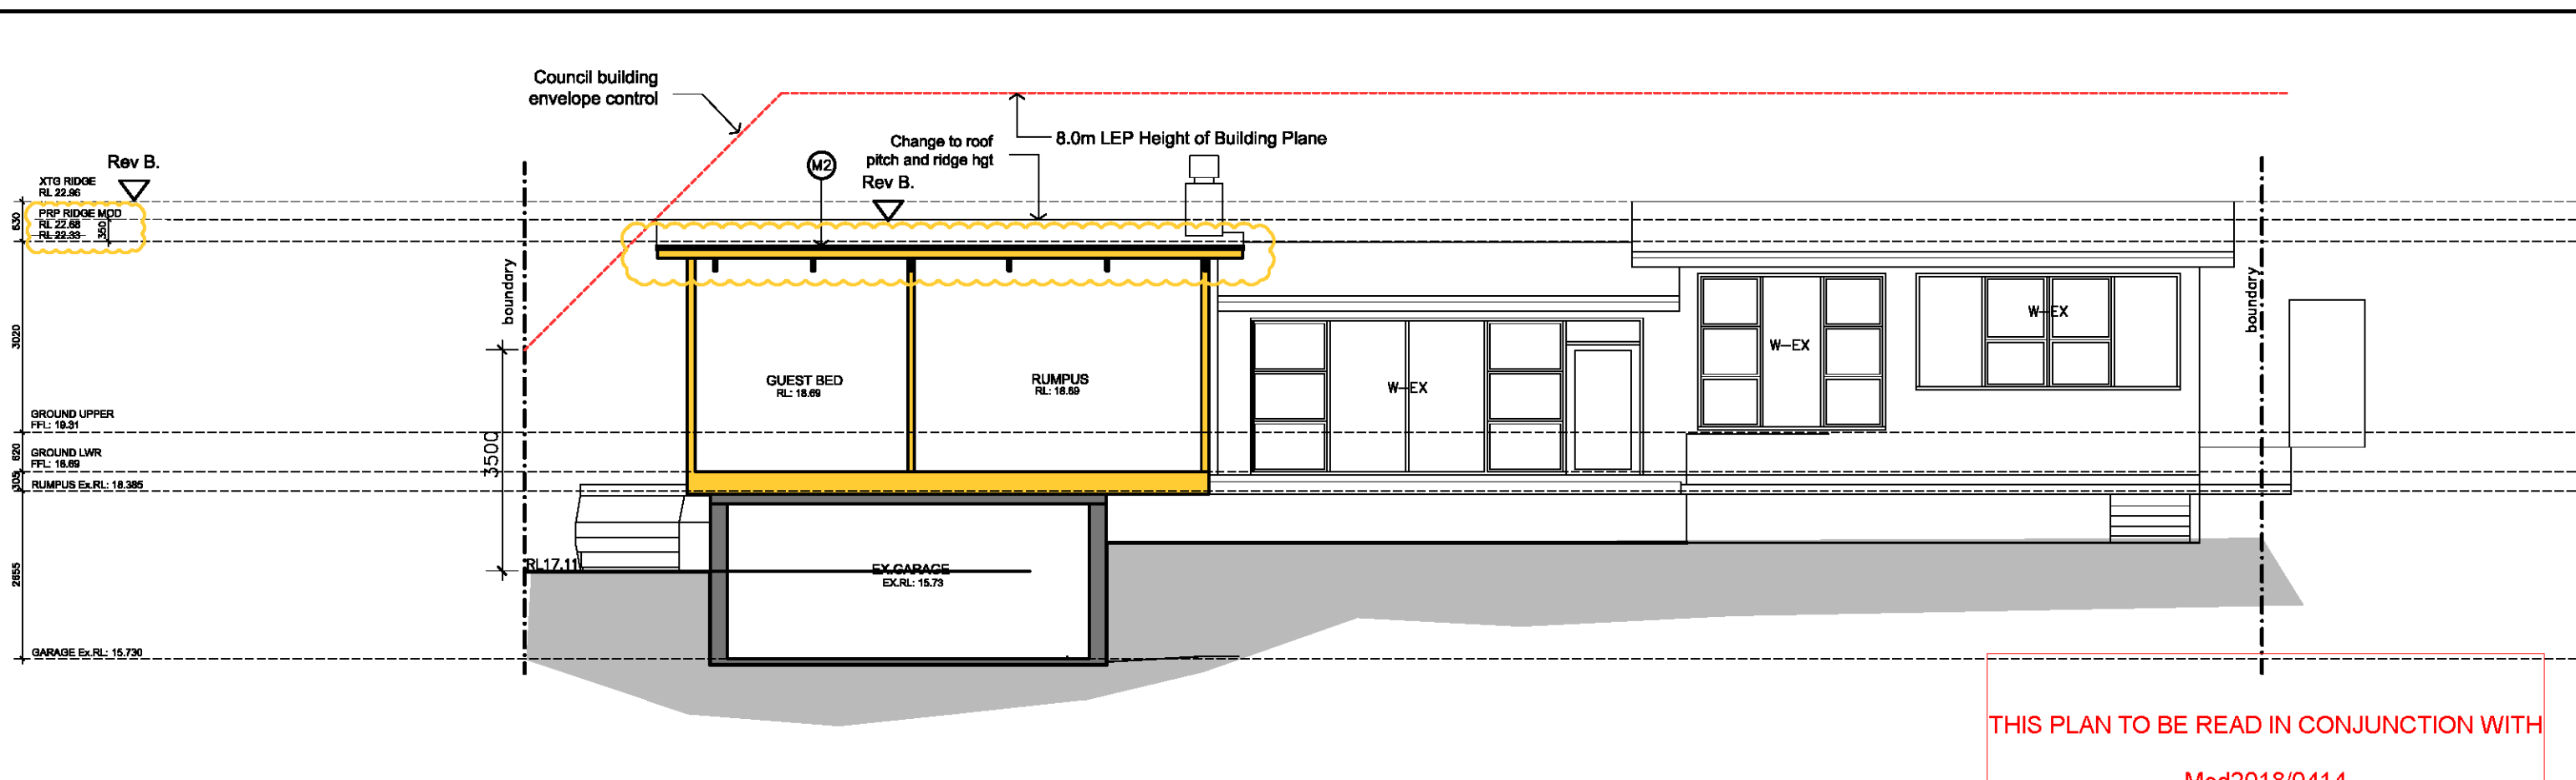 Council building
envelope control
8.0m LEP Height of Building Plane
Change to roof
pitch and ridge hgt
Rev B.
M2
Rev B.
XTG RIDGE
RL 22.96
PRP RIDGE MOD
RL 22.68
RL 22.33
350
630
3020
620
305
2655
boundary
boundary
3500
GUEST BED
RL: 18.69
RUMPUS
RL: 18.69
W-EX
W-EX
W-EX
GROUND UPPER
FFL: 19.31
GROUND LWR
FFL: 18.69
RUMPUS Ex.RL: 18.385
RL17.11
EX.GARAGE
EX.RL: 15.73
GARAGE Ex.RL: 15.730
THIS PLAN TO BE READ IN CONJUNCTION WITH
Mod2018/0414